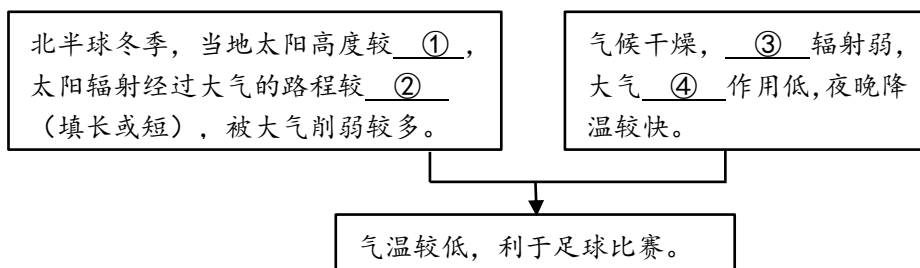 北半球冬季，当地太阳高度较 ① ，
太阳辐射经过大气的路程较 ②
（填长或短），被大气削弱较多。
气候干燥， ③ 辐射弱，
大气 ④ 作用低，夜晚降
温较快。
气温较低，利于足球比赛。